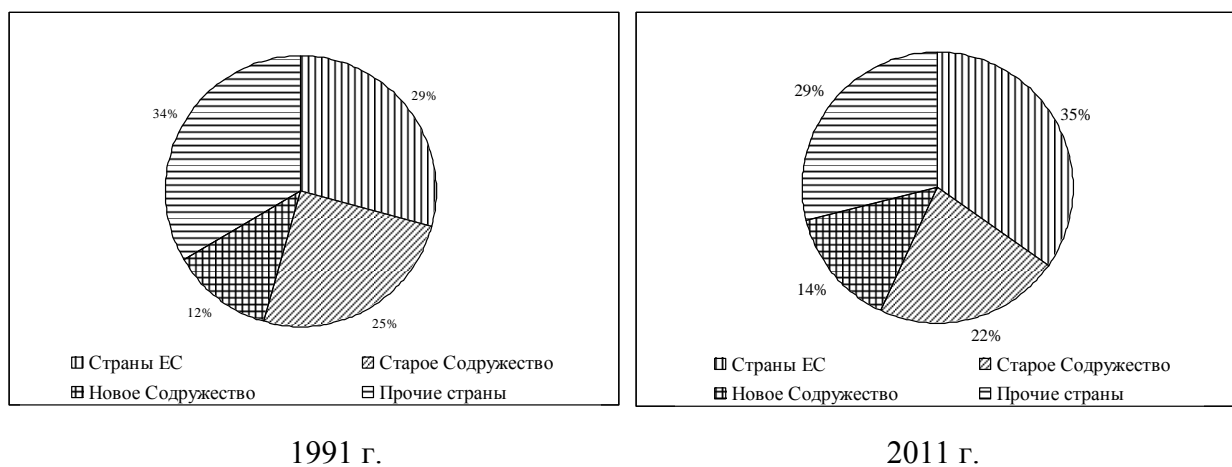 34%
29%
12%
25%
Страны ЕС
Старое Содружество
Новое Содружество
Прочие страны
29%
35%
14%
22%
Страны ЕС
Старое Содружество
Новое Содружество
Прочие страны
1991 г.
2011 г.